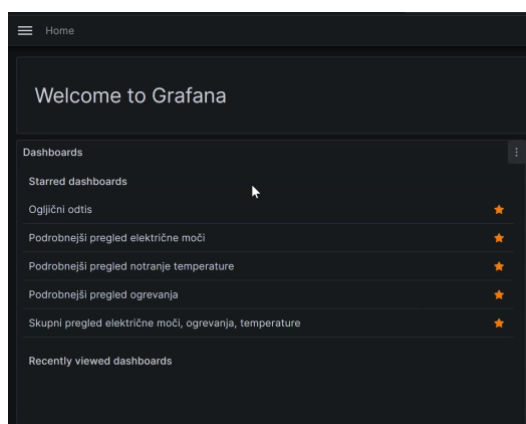 Home
Welcome to Grafana
Dashboards
Starred dashboards
Ogljični odtis
Podrobnejši pregled električne moči
Podrobnejši pregled notranje temperature
Podrobnejši pregled ogrevanja
Skupni pregled električne moči, ogrevanja, temperature
Recently viewed dashboards